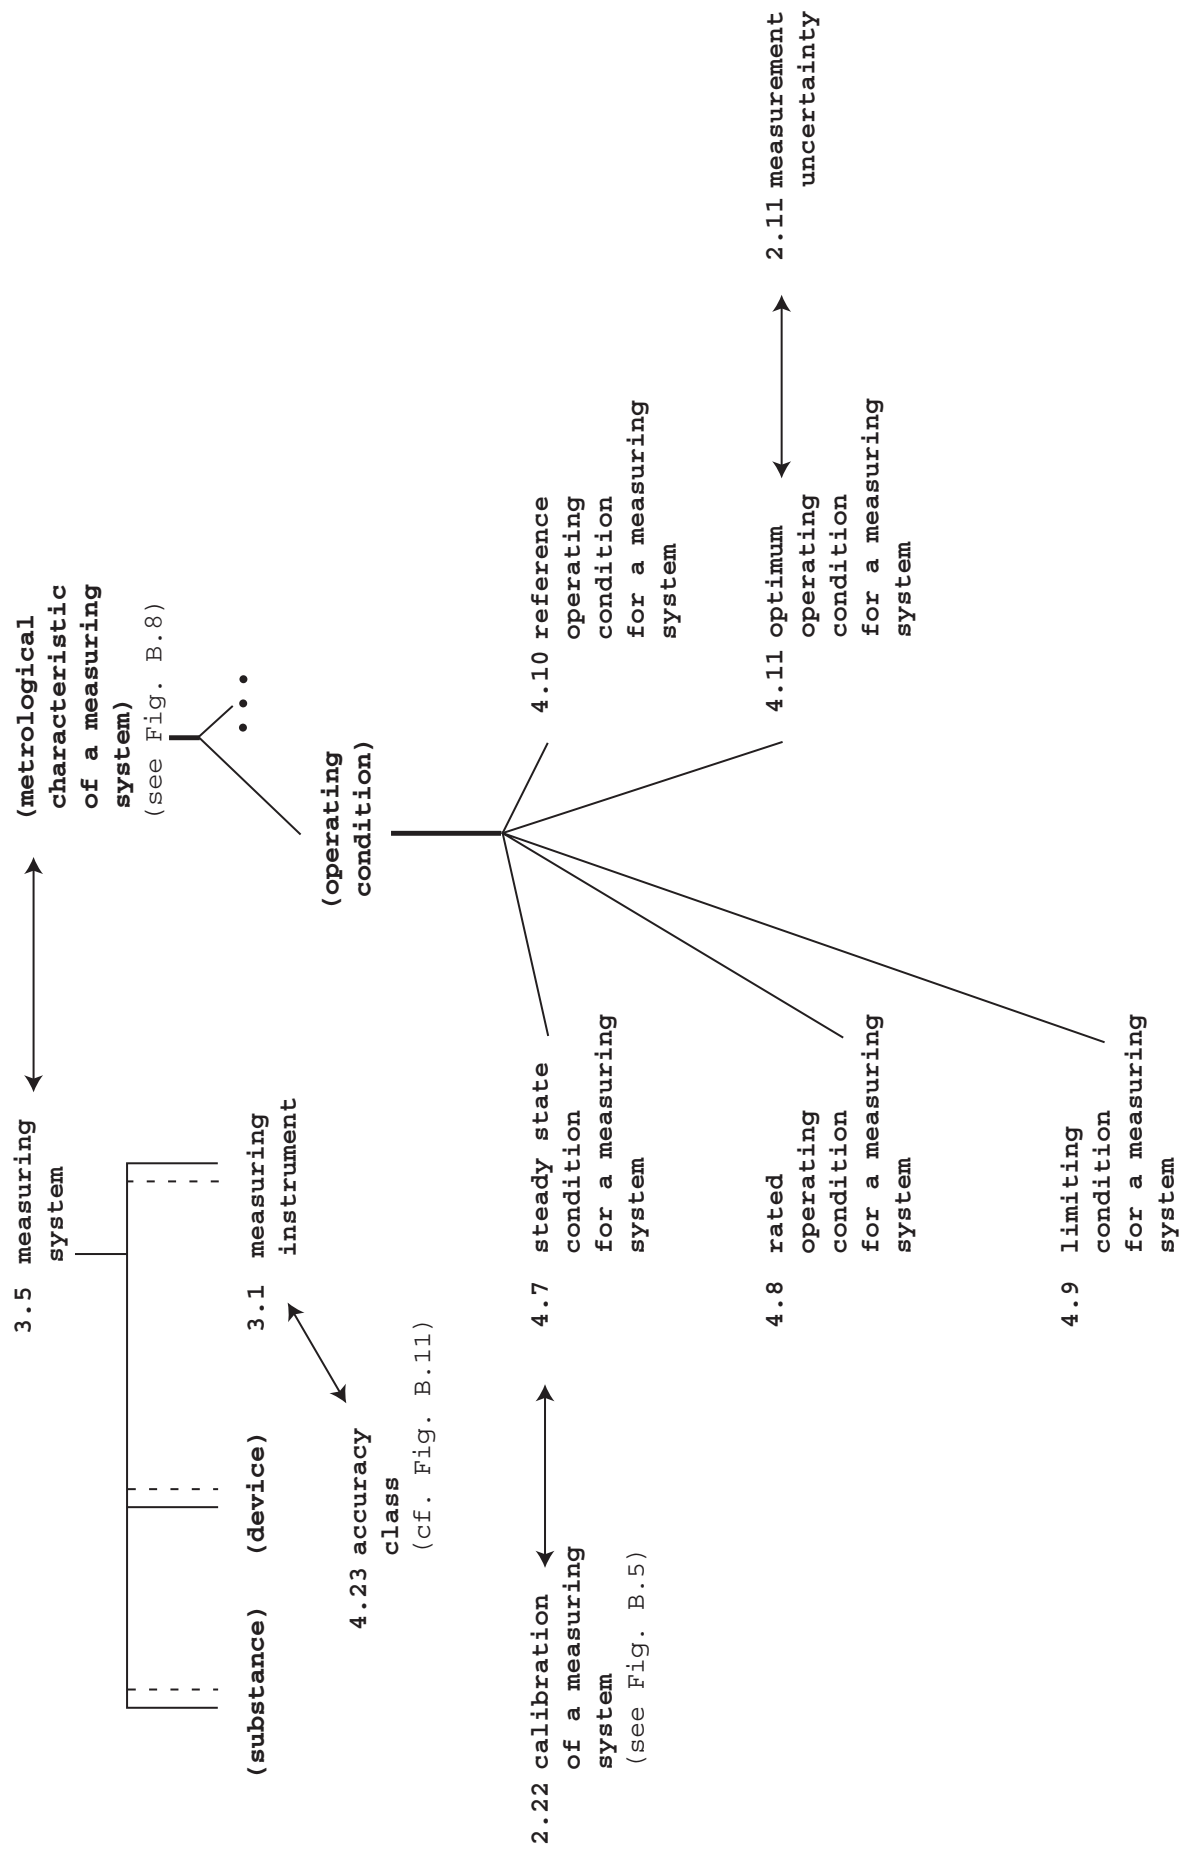 3.5 measuring
system
(metrological
characteristic
of a measuring
system)
(see Fig. B.8)
(substance)
(device)
3.1 measuring
instrument
4.23 accuracy
class
(cf. Fig. B.11)
(operating
condition)
2.22 calibration
of a measuring
system
(see Fig. B.5)
4.7 steady state
condition
for a measuring
system
4.10 reference
operating
condition
for a measuring
system
4.8 rated
operating
condition
for a measuring
system
4.11 optimum
operating
condition
for a measuring
system
2.11 measurement
uncertainty
4.9 limiting
condition
for a measuring
system